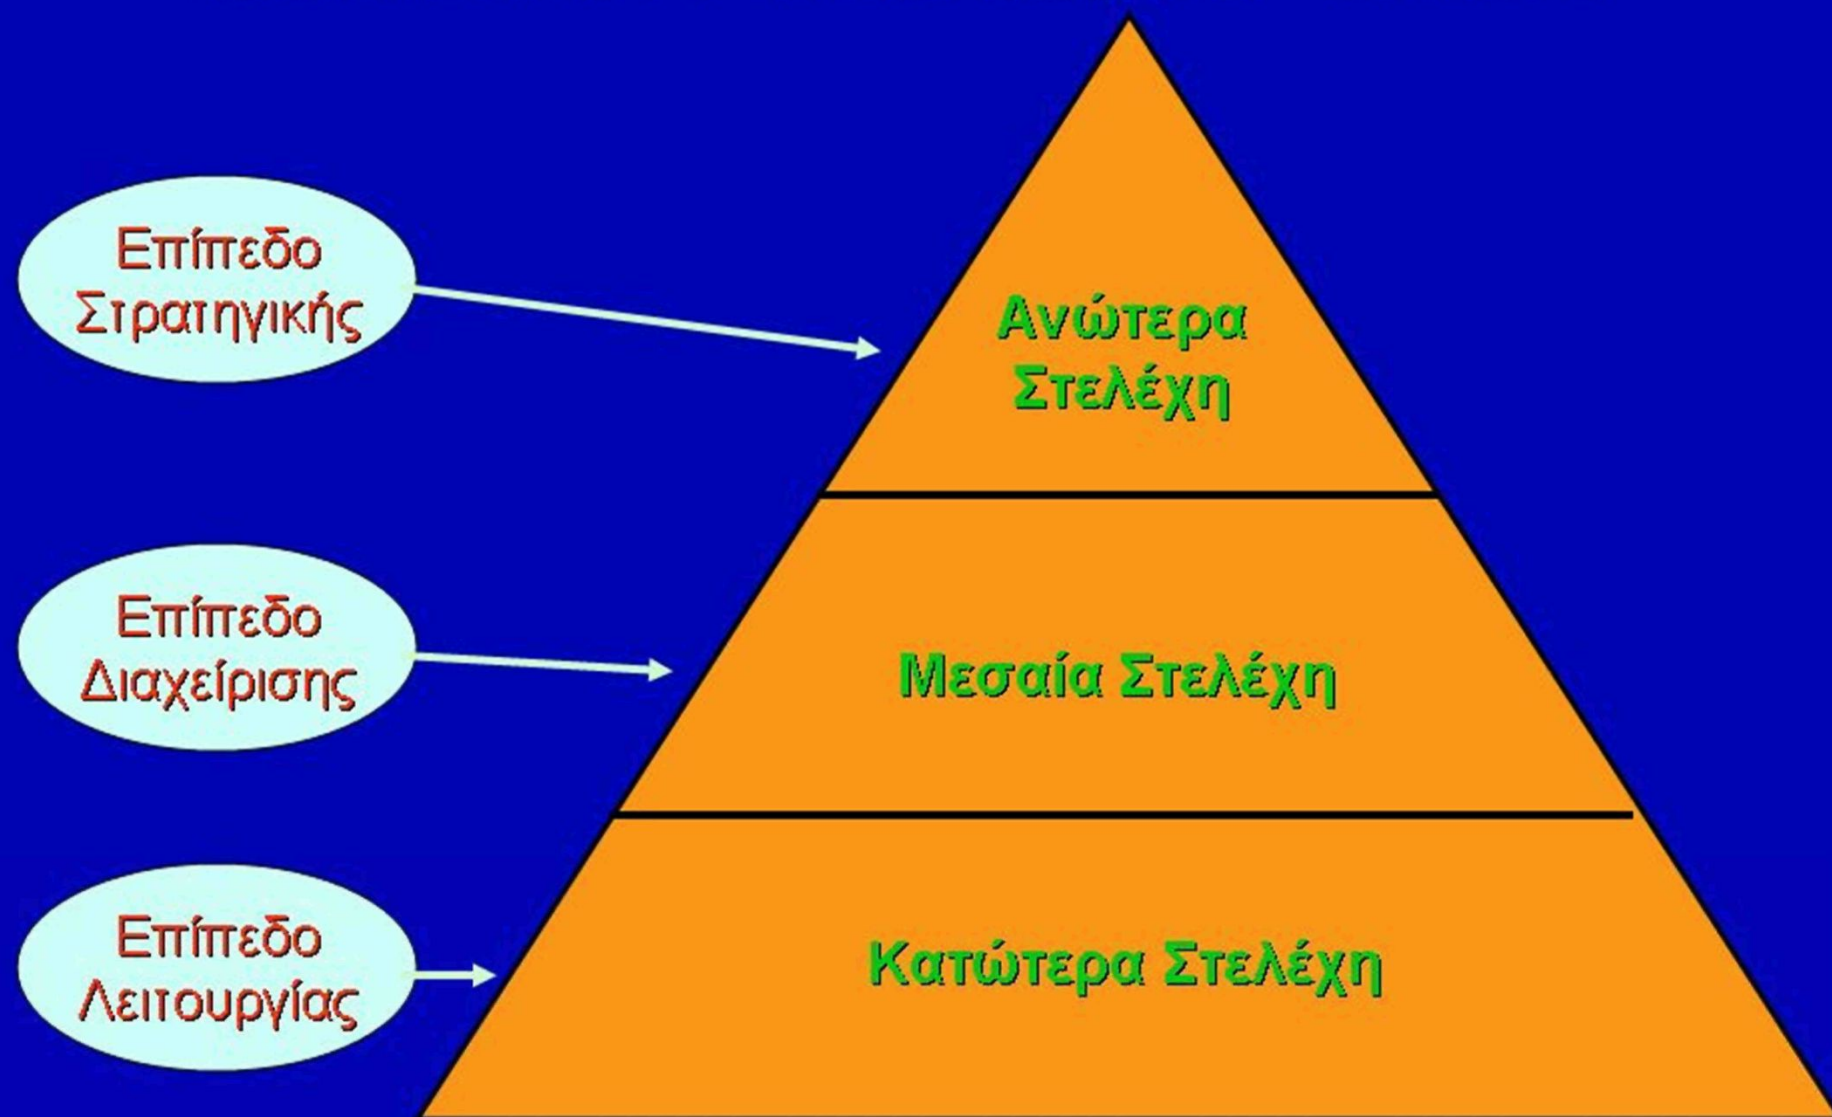 Επίπεδο
Στρατηγικής
Ανώτερα
Στελέχη
Επίπεδο
Διαχείρισης
Μεσαία Στελέχη
Επίπεδο
Λειτουργίας
Κατώτερα Στελέχη